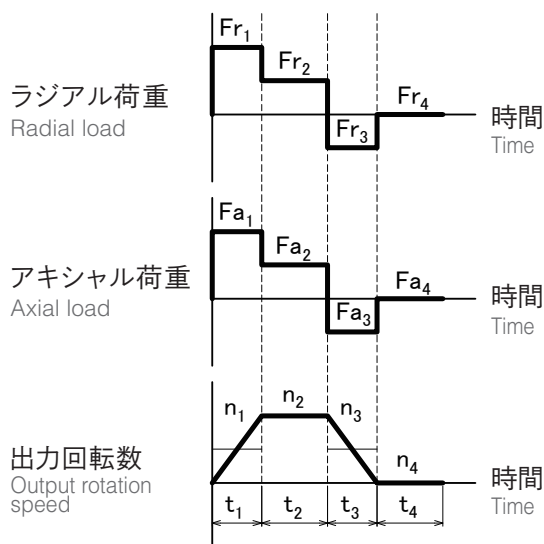 Fr₁
Fr₂
ラジアル荷重
Radial load
Fr₄
Fr₃
時間
Time
Fa₁
Fa₂
アキシャル荷重
Axial load
Fa₄
Fa₃
時間
Time
n₁
n₂
n₃
出力回転数
Output rotation
speed
n₄
時間
Time
t₁
t₂
t₃
t₄